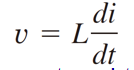 v = L di/dt